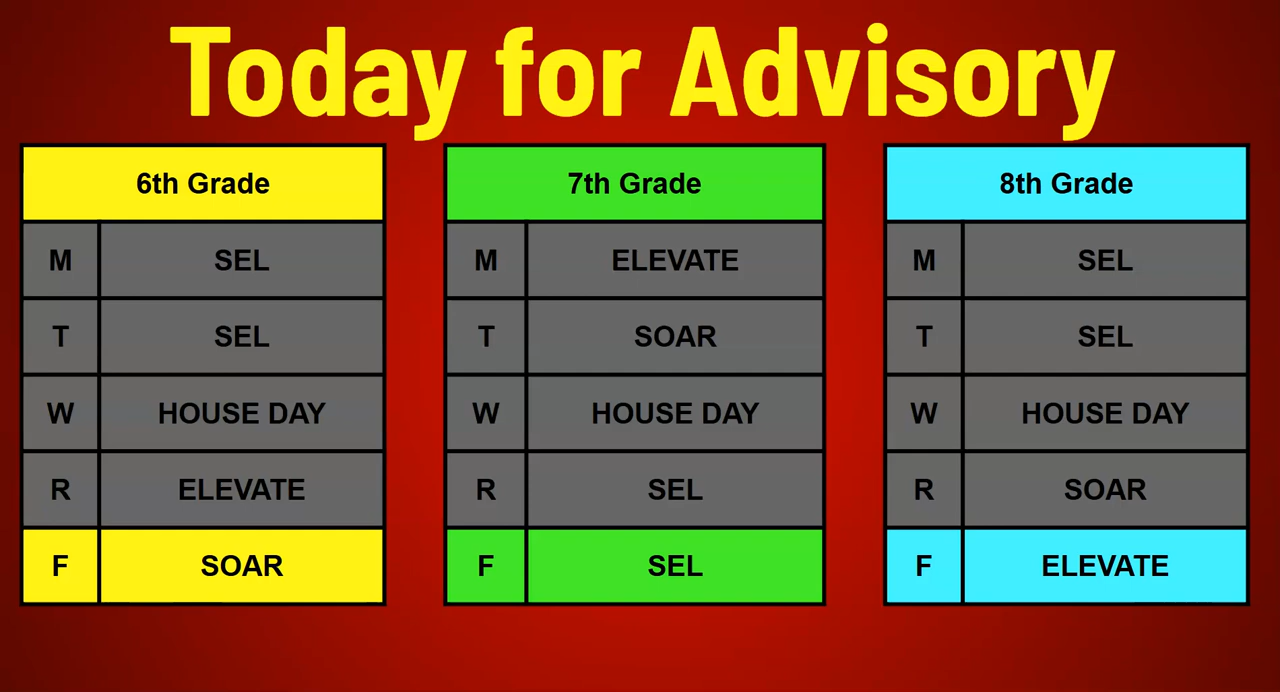 Today for Advisory
6th Grade
M SEL
T SEL
W HOUSE DAY
R ELEVATE
F SOAR
7th Grade
M ELEVATE
T SOAR
W HOUSE DAY
R SEL
F SEL
8th Grade
M SEL
T SEL
W HOUSE DAY
R SOAR
F ELEVATE